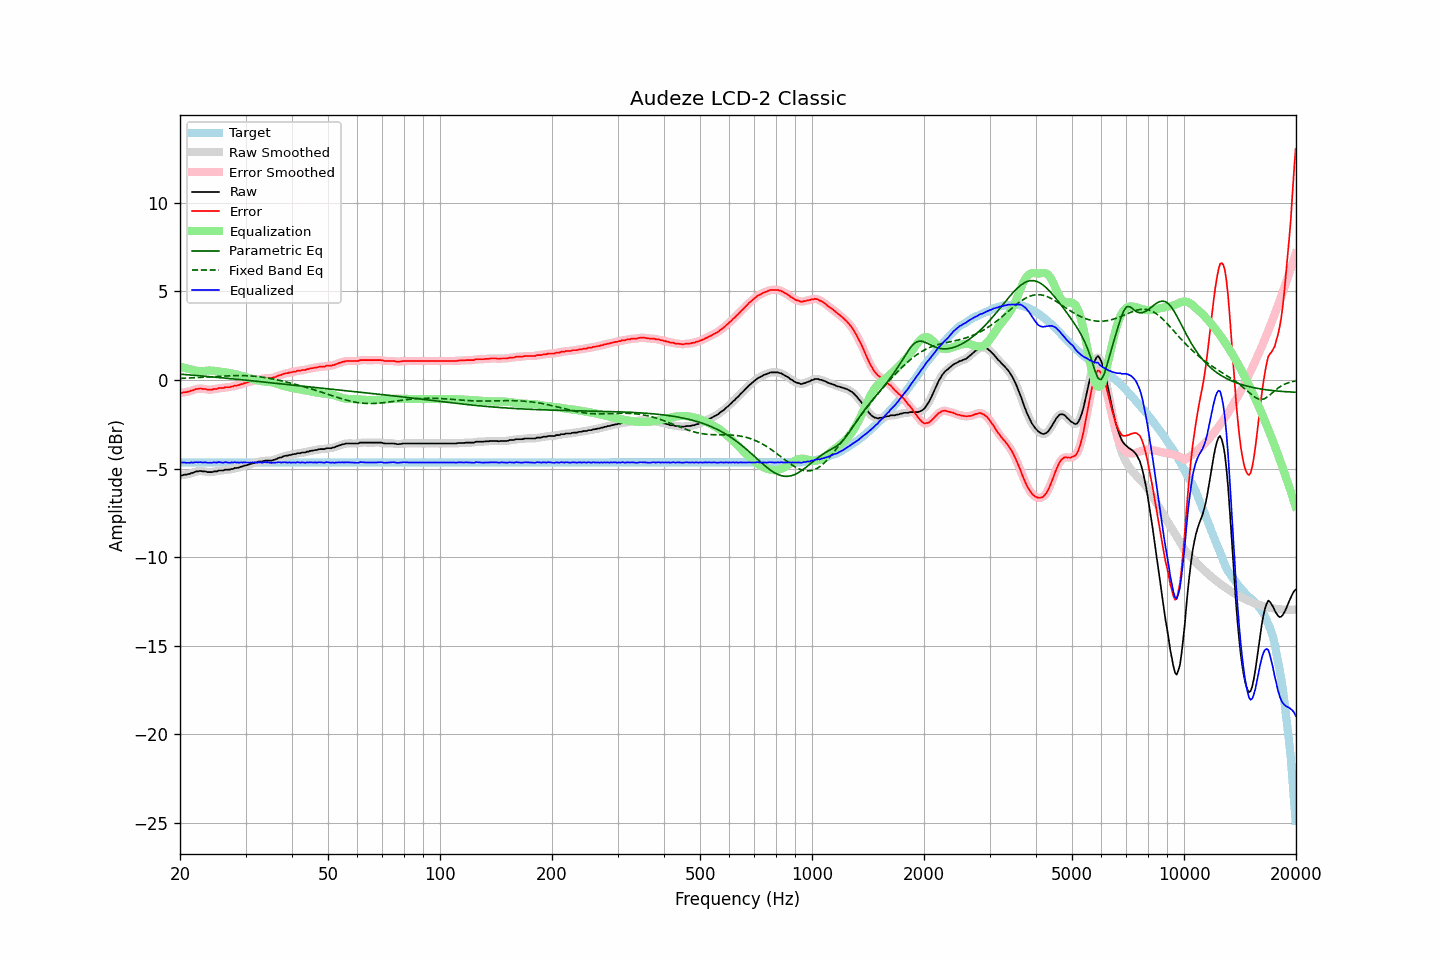 Audeze LCD-2 Classic
Target
Raw Smoothed
Error Smoothed
Raw
Error
Equalization
Parametric Eq
Fixed Band Eq
Equalized
Amplitude (dBr)
10
5
0
−5
−10
−15
−20
−25
20 50 100 200 500 1000 2000 5000 10000 20000
Frequency (Hz)